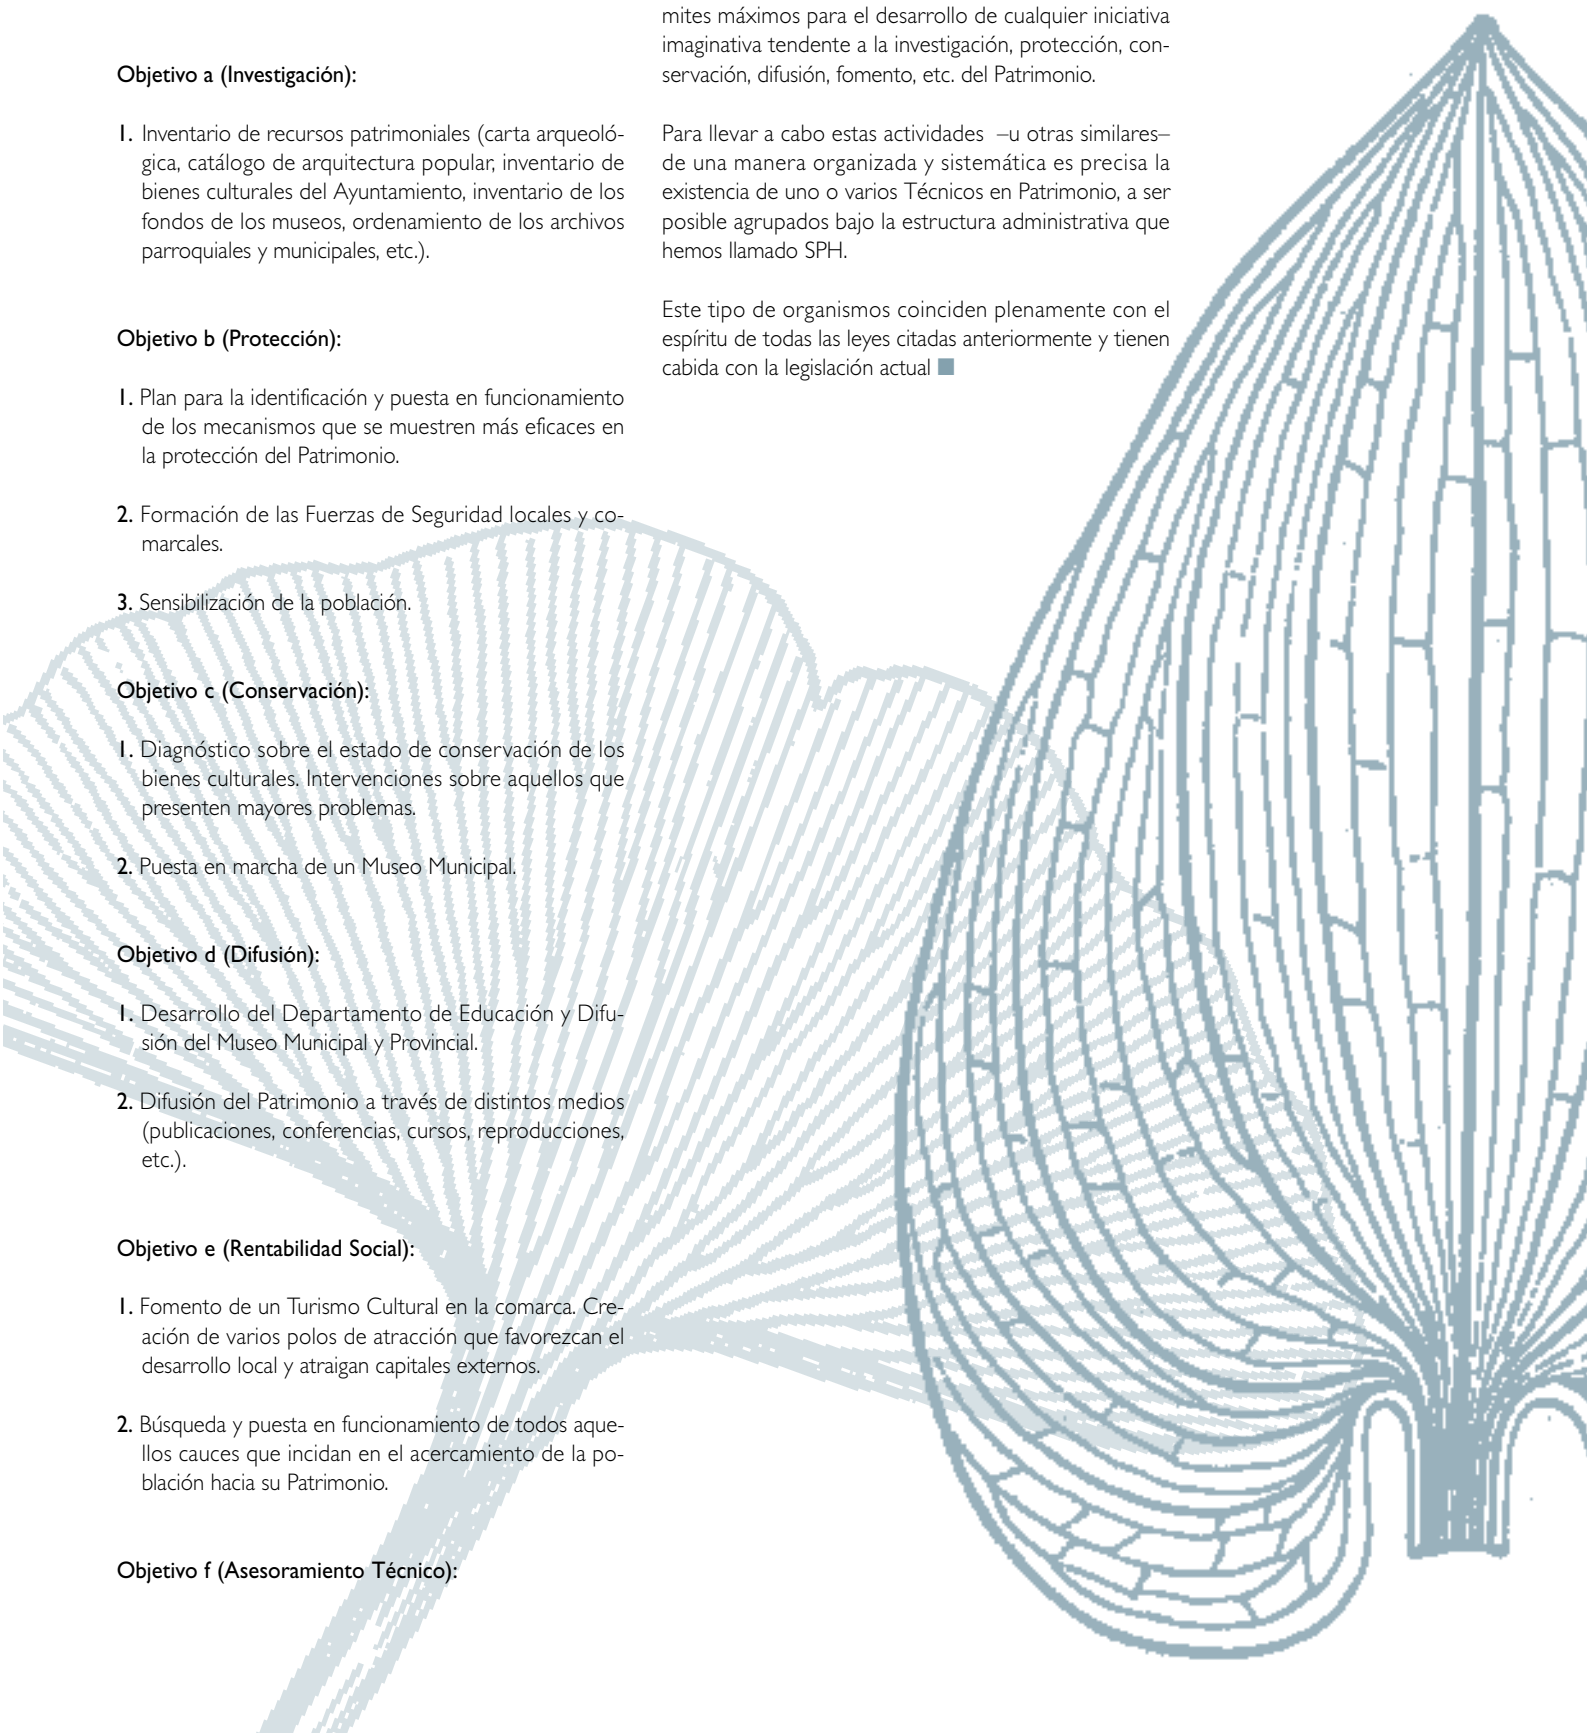 Objetivo a (Investigación):
1. Inventario de recursos patrimoniales (carta arqueoló-
gica, catálogo de arquitectura popular, inventario de
bienes culturales del Ayuntamiento, inventario de los
fondos de los museos, ordenamiento de los archivos
parroquiales y municipales, etc.).
Objetivo b (Protección):
1. Plan para la identificación y puesta en funcionamiento
de los mecanismos que se muestren más eficaces en
la protección del Patrimonio.
2. Formación de las Fuerzas de Seguridad locales y co-
marcales.
3. Sensibilización de la población.
Objetivo c (Conservación):
1. Diagnóstico sobre el estado de conservación de los
bienes culturales. Intervenciones sobre aquellos que
presenten mayores problemas.
2. Puesta en marcha de un Museo Municipal.
Objetivo d (Difusión):
1. Desarrollo del Departamento de Educación y Difu-
sión del Museo Municipal y Provincial.
2. Difusión del Patrimonio a través de distintos medios
(publicaciones, conferencias, cursos, reproducciones,
etc.).
Objetivo e (Rentabilidad Social):
1. Fomento de un Turismo Cultural en la comarca. Cre-
ación de varios polos de atracción que favorezcan el
desarrollo local y atraigan capitales externos.
2. Búsqueda y puesta en funcionamiento de todos aque-
llos cauces que incidan en el acercamiento de la po-
blación hacia su Patrimonio.
Objetivo f (Asesoramiento Técnico):
mites máximos para el desarrollo de cualquier iniciativa
imaginativa tendente a la investigación, protección, con-
servación, difusión, fomento, etc. del Patrimonio.
Para llevar a cabo estas actividades –u otras similares–
de una manera organizada y sistemática es precisa la
existencia de uno o varios Técnicos en Patrimonio, a ser
posible agrupados bajo la estructura administrativa que
hemos llamado SPH.
Este tipo de organismos coinciden plenamente con el
espíritu de todas las leyes citadas anteriormente y tienen
cabida con la legislación actual ■